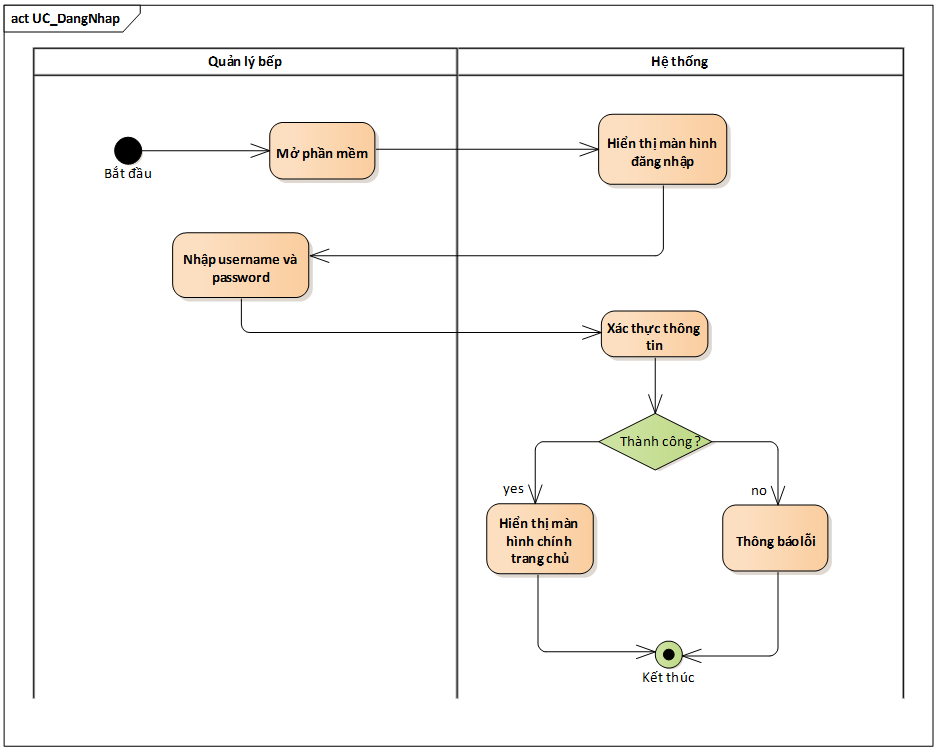 act UC_DangNhap
Quản lý bếp
Hệ thống
Bắt đầu
Mở phần mềm
Hiển thị màn hình
đăng nhập
Nhập username và
password
Xác thực thông
tin
Thành công ?
yes
no
Hiển thị màn
hình chính
trang chủ
Thông báo lỗi
Kết thúc